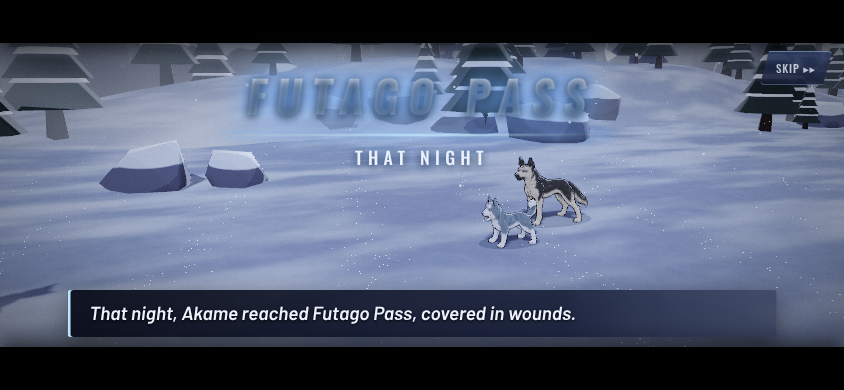 SKIP ▸▸
FUTAGO PASS
THAT NIGHT
That night, Akame reached Futago Pass, covered in wounds.